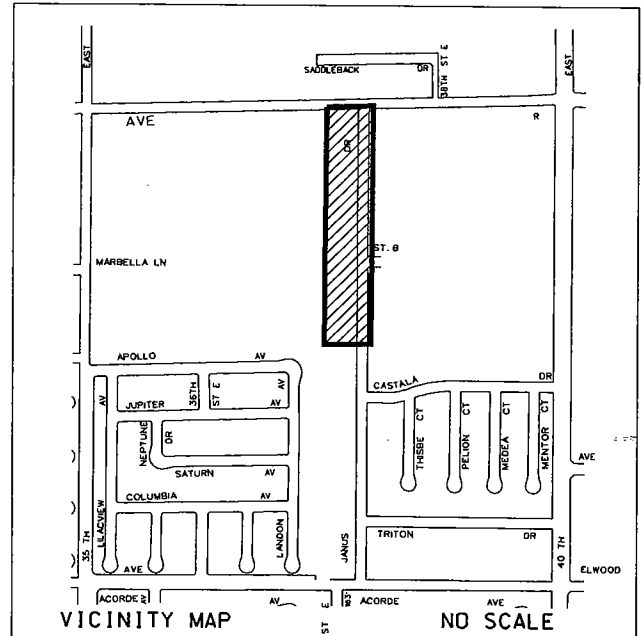 EAST
EAST
SADDLEBACK DR
38TH ST E
AVE R
DR
ST. 8
MARBELLA LN
APOLLO AV
CASTALA DR
JUPITER AV
36TH ST E
AV
AV
NEPTUNE DR
SATURN AV
COLUMBIA AV
THISBE CT
PELION CT
MEDEA CT
MENTOR CT
AVE
LILACVIEW
LANDON
JANUS
TRITON DR
35 TH
40 TH
AVE
ELWOOD
ACORDE AV
ACORDE AVE
ST E
VICINITY MAP
NO SCALE